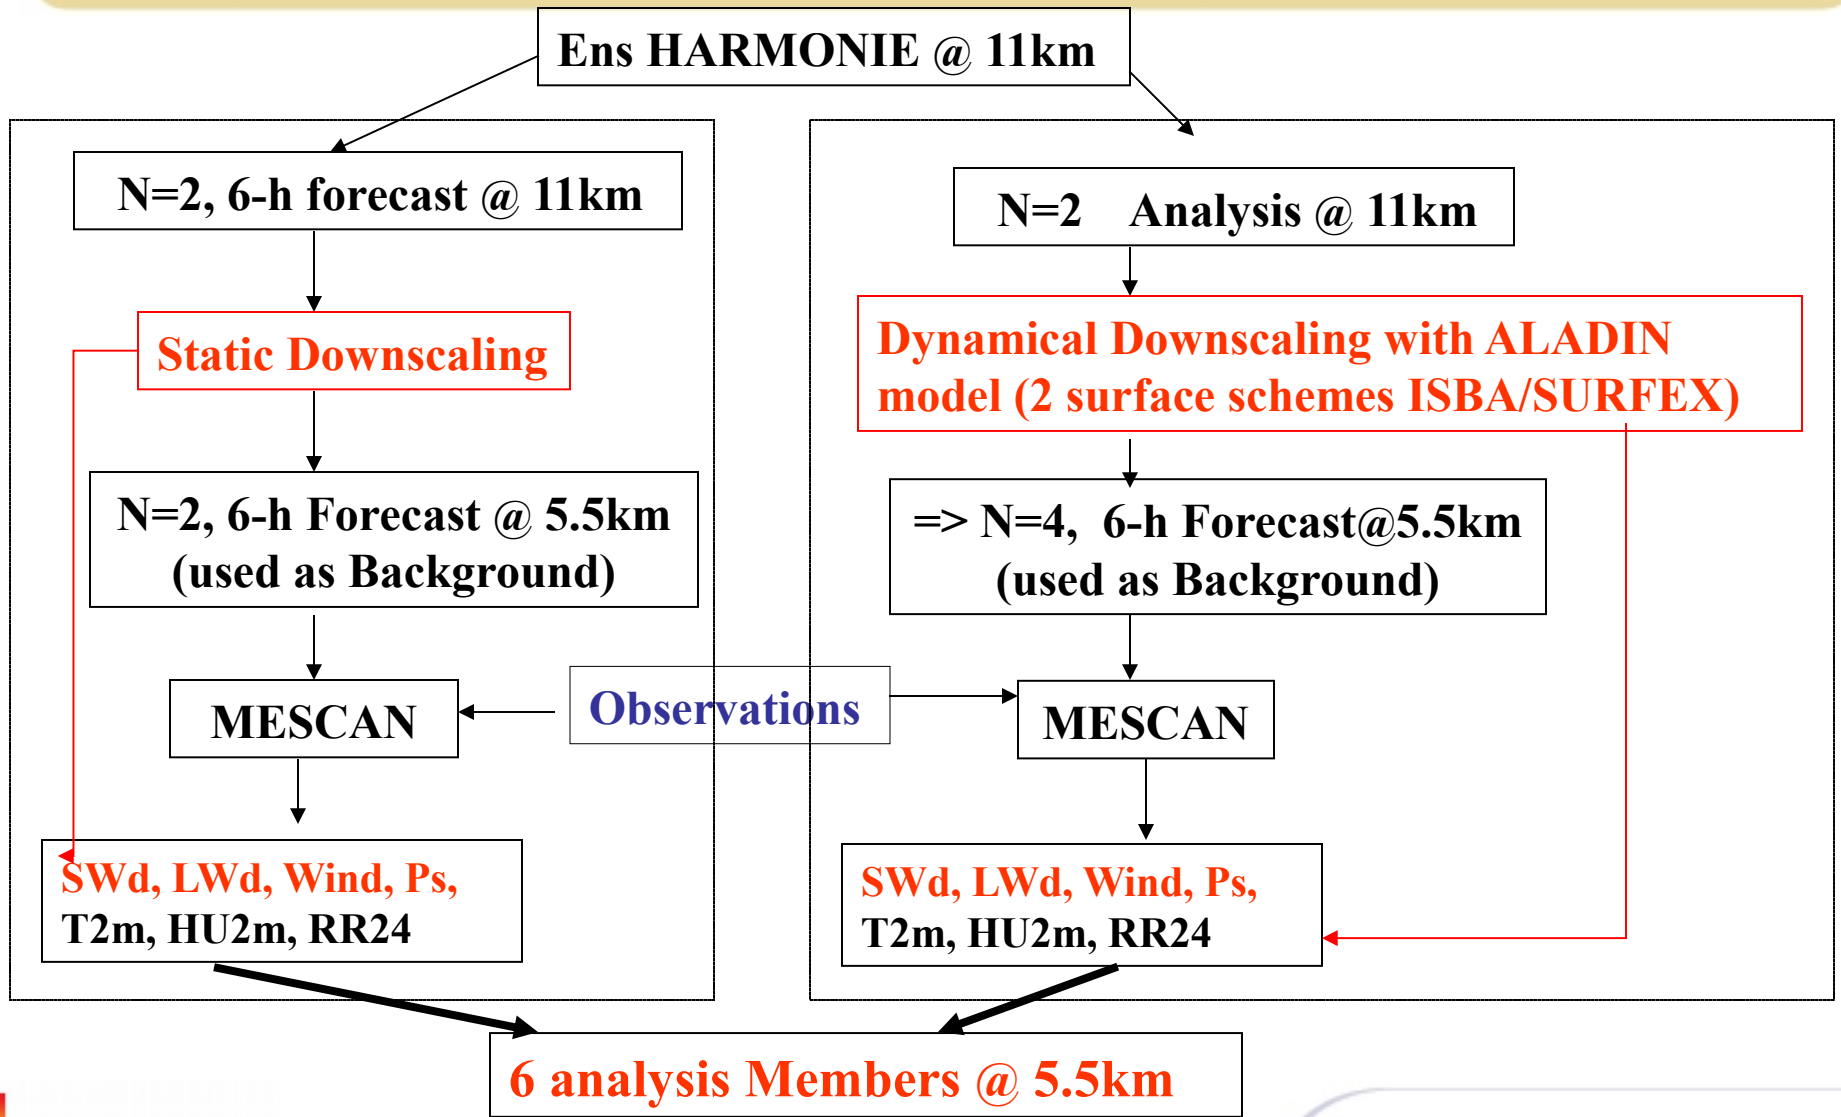 Ens HARMONIE @ 11km
N=2, 6-h forecast @ 11km
Static Downscaling
N=2, 6-h Forecast @ 5.5km
(used as Background)
MESCAN
SWd, LWd, Wind, Ps,
T2m, HU2m, RR24
Observations
N=2 Analysis @ 11km
Dynamical Downscaling with ALADIN
model (2 surface schemes ISBA/SURFEX)
=> N=4, 6-h Forecast@5.5km
(used as Background)
MESCAN
SWd, LWd, Wind, Ps,
T2m, HU2m, RR24
6 analysis Members @ 5.5km